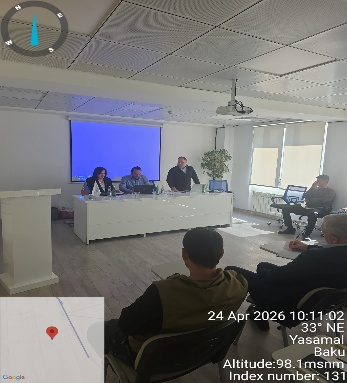 N
E
S
W
24 Apr 2026 10:11:02
33° NE
Yasamal
Baku
Altitude:98.1msnm
Index number: 131
Google